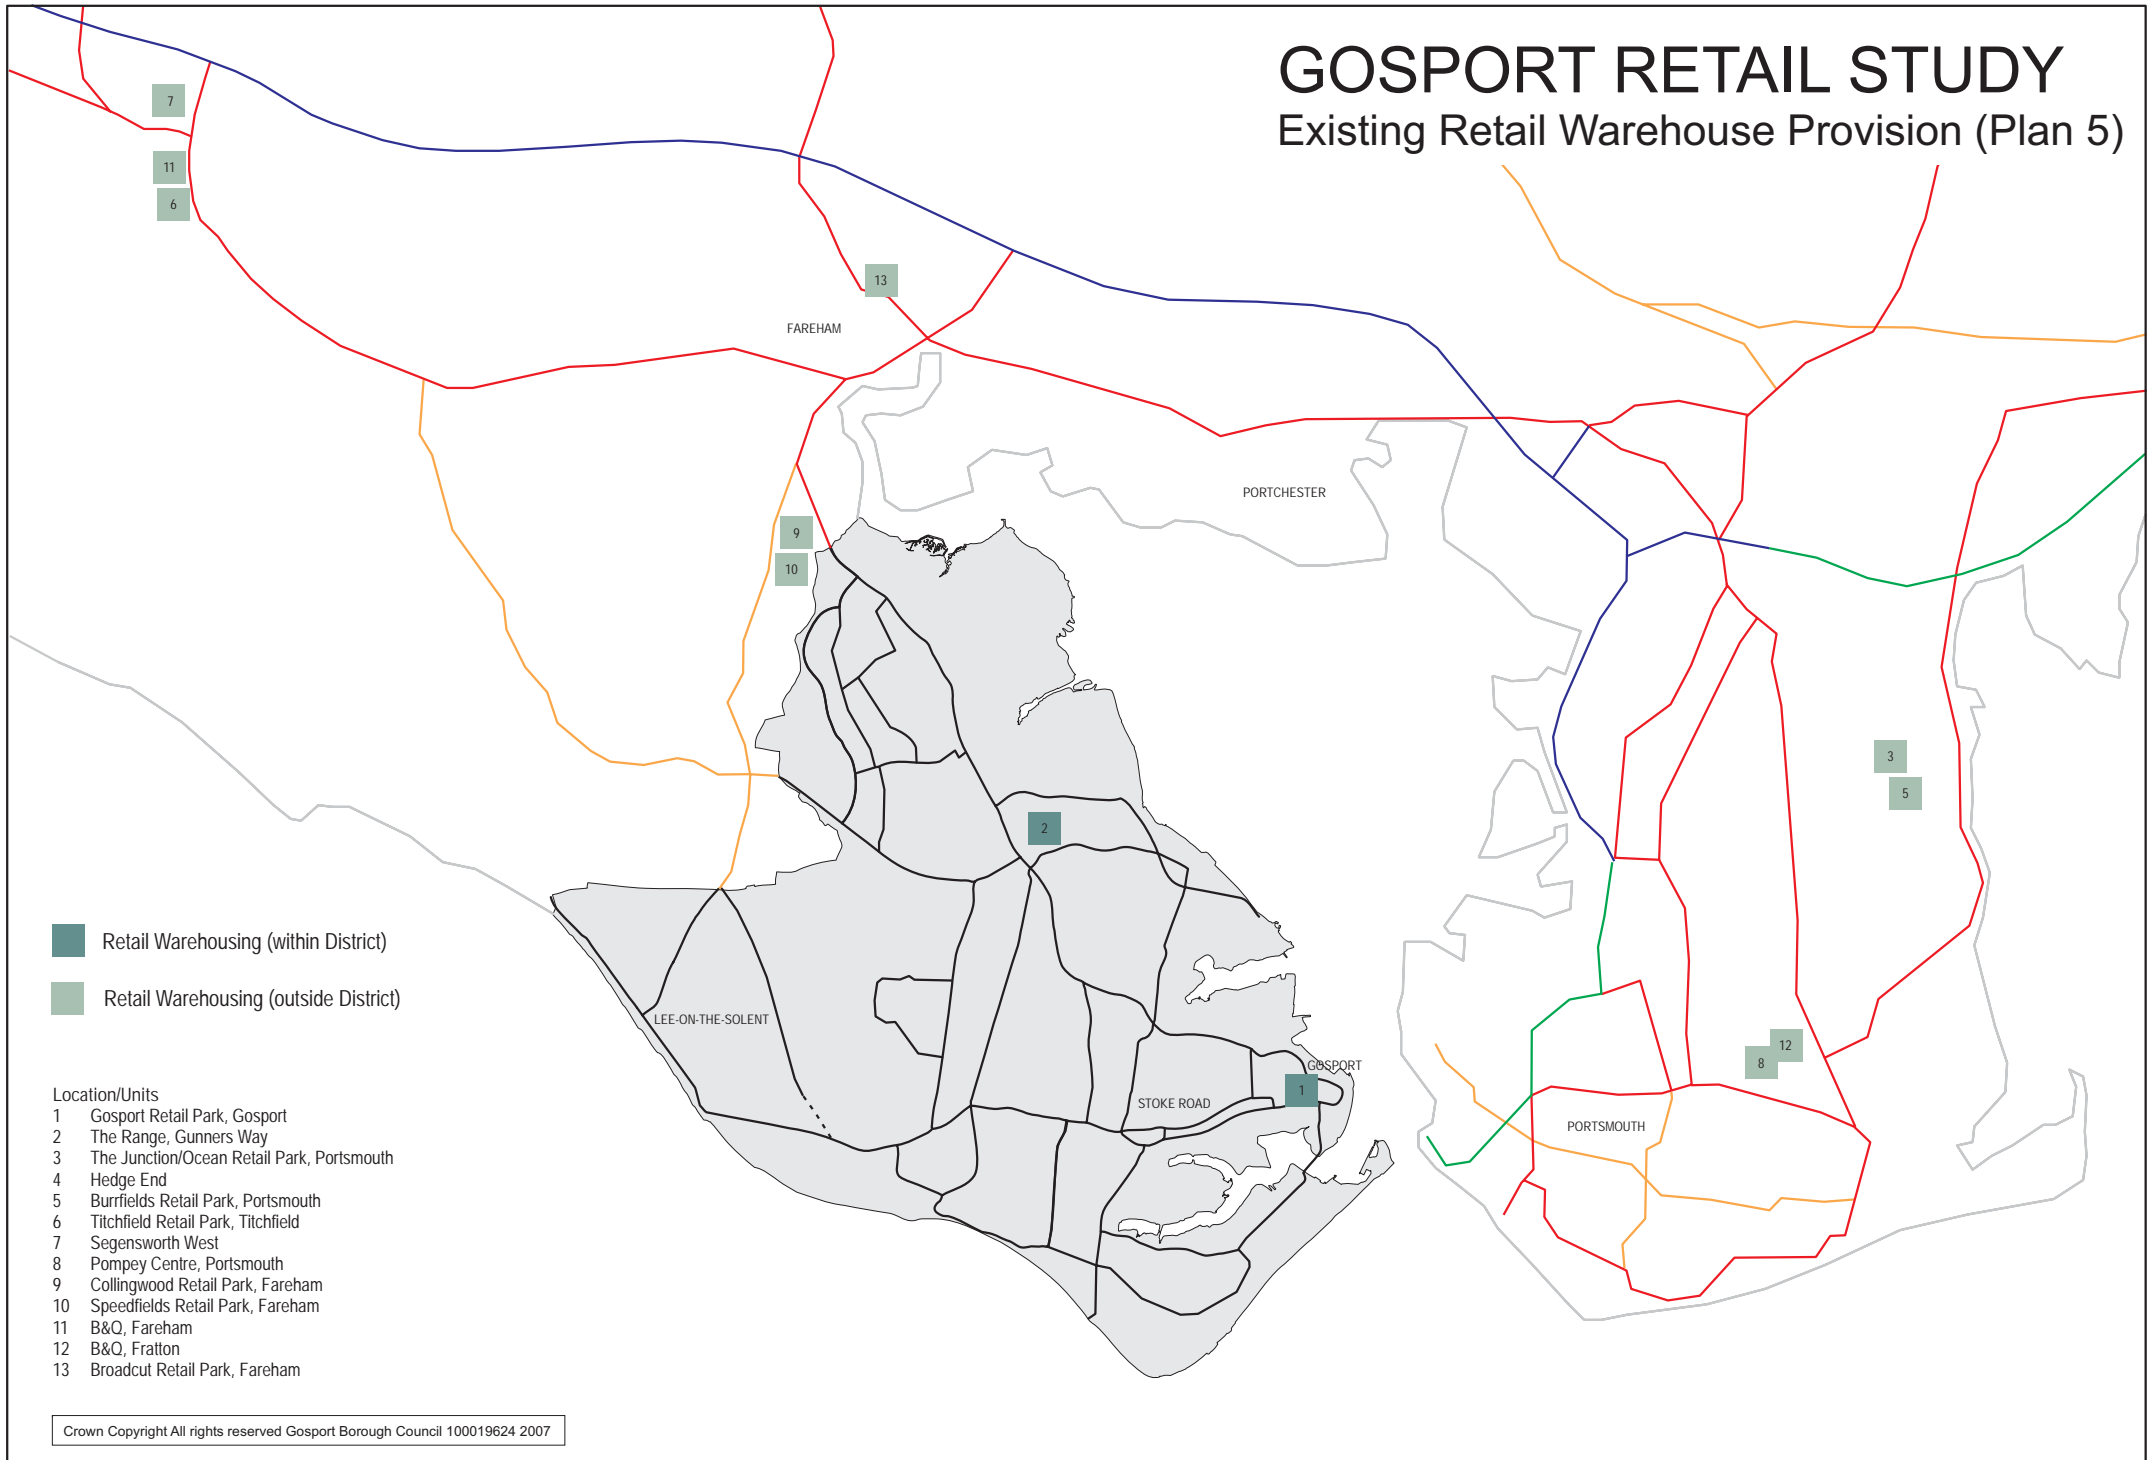 GOSPORT RETAIL STUDY
Existing Retail Warehouse Provision (Plan 5)
7
11
6
13
FAREHAM
PORTCHESTER
9
10
3
5
2
Retail Warehousing (within District)
Retail Warehousing (outside District)
LEE-ON-THE-SOLENT
12
8
GOSPORT
1
STOKE ROAD
PORTSMOUTH
Location/Units
1 Gosport Retail Park, Gosport
2 The Range, Gunners Way
3 The Junction/Ocean Retail Park, Portsmouth
4 Hedge End
5 Burrfields Retail Park, Portsmouth
6 Titchfield Retail Park, Titchfield
7 Segensworth West
8 Pompey Centre, Portsmouth
9 Collingwood Retail Park, Fareham
10 Speedfields Retail Park, Fareham
11 B&Q, Fareham
12 B&Q, Fratton
13 Broadcut Retail Park, Fareham
Crown Copyright All rights reserved Gosport Borough Council 100019624 2007